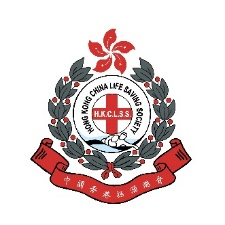 HONG KONG CHINA LIFE SAVING SOCIETY
H.K.C.L.S.S
中國香港拯溺總會